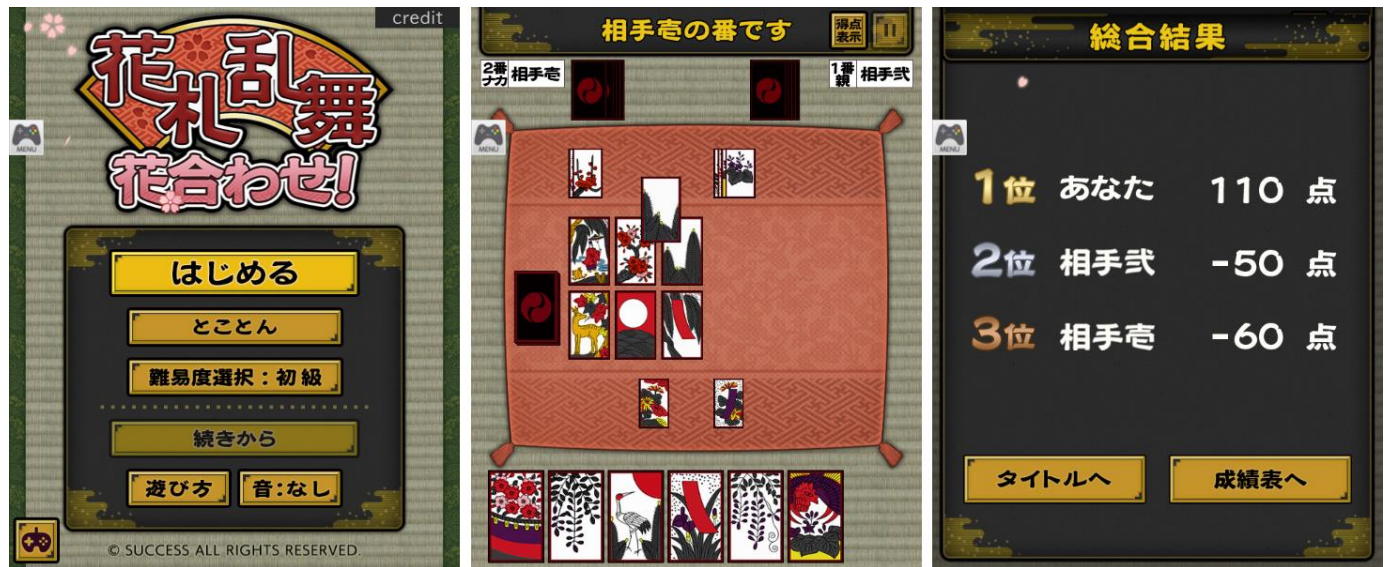 credit
花札乱舞
花合わせ!
MENU
はじめる
とことん
難易度選択:初級
続きから
遊び方
音:なし
© SUCCESS ALL RIGHTS RESERVED.
相手壱の番です
得点
表示
2番
ナカ
相手壱
1番
親
相手弐
MENU
総合結果
MENU
1位 あなた 110 点
2位 相手弐 -50 点
3位 相手壱 -60 点
タイトルへ
成績表へ